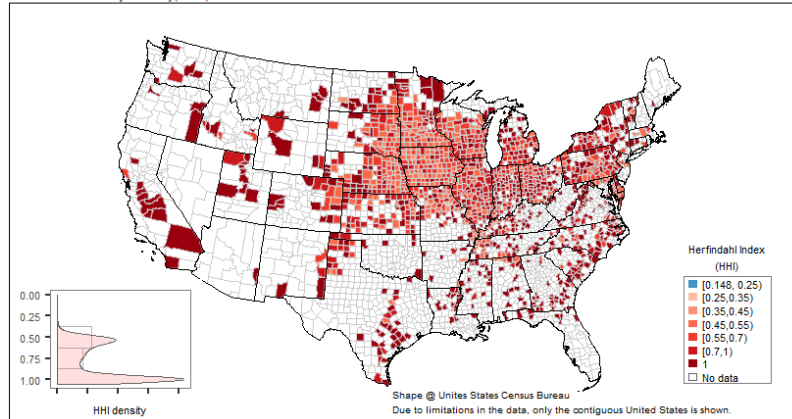 Herfindahl Index
(HHI)
[0.148, 0.25)
[0.25,0.35)
[0.35,0.45)
[0.45,0.55)
[0.55,0.7)
[0.7,1)
1
No data
0.00
0.25
0.50
0.75
1.00
HHI density
Shape @ Unites States Census Bureau
Due to limitations in the data, only the contiguous United States is shown.